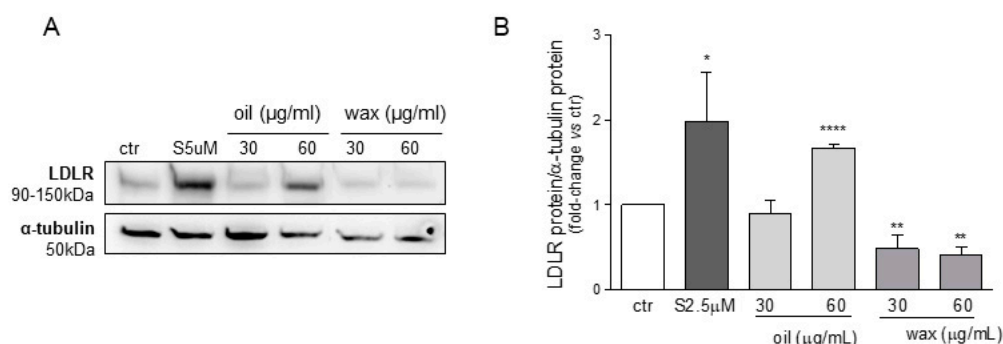 A
oil (µg/ml) wax (µg/ml)
ctr S5uM 30 60 30 60
LDLR
90-150kDa
α-tubulin
50kDa
B
LDLR protein/α-tubulin protein
(fold-change vs ctr)
3
2
1
0
*
****
**
**
ctr S2.5µM 30 60 30 60
oil (µg/mL) wax (µg/mL)